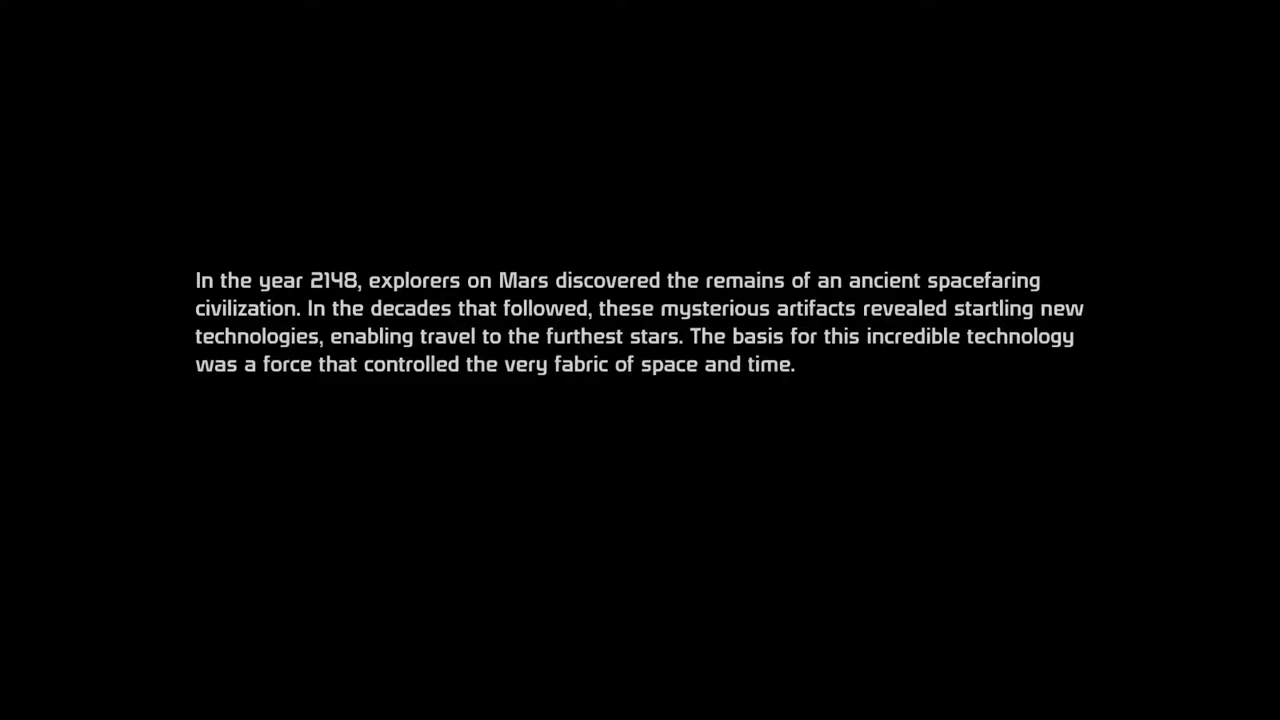 In the year 2148, explorers on Mars discovered the remains of an ancient spacefaring
civilization. In the decades that followed, these mysterious artifacts revealed startling new
technologies, enabling travel to the furthest stars. The basis for this incredible technology
was a force that controlled the very fabric of space and time.